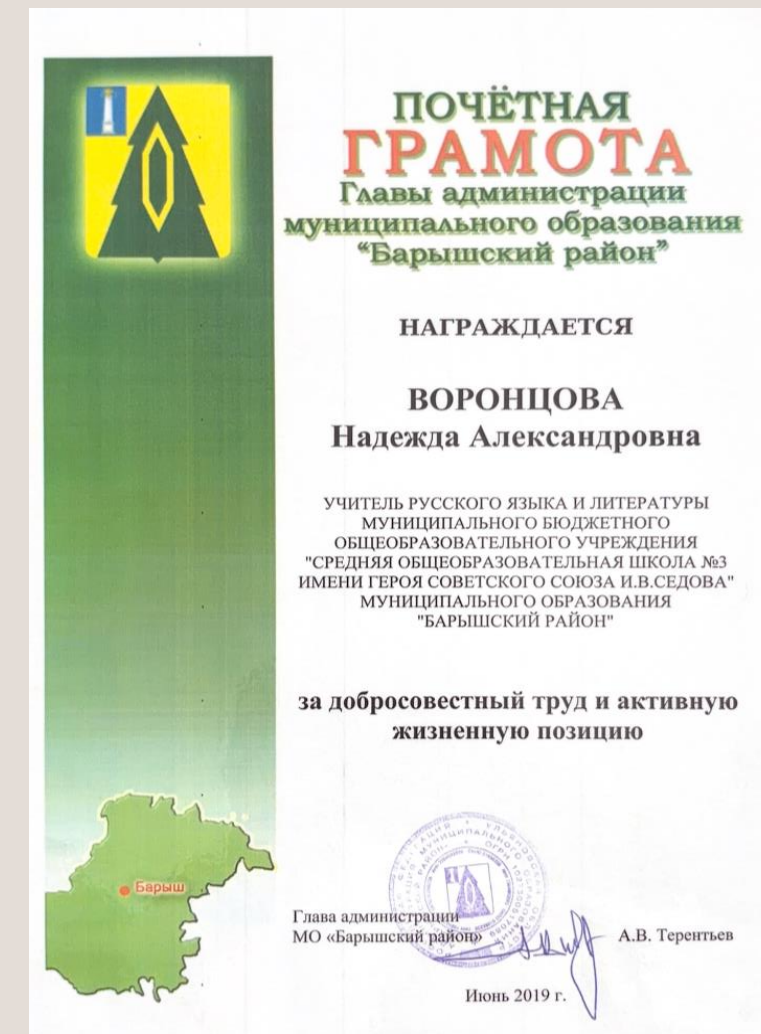 ПОЧЁТНАЯ
ГРАМОТА
Главы администрации
муниципального образования
“Барышский район”
НАГРАЖДАЕТСЯ
ВОРОНЦОВА
Надежда Александровна
УЧИТЕЛЬ РУССКОГО ЯЗЫКА И ЛИТЕРАТУРЫ
МУНИЦИПАЛЬНОГО БЮДЖЕТНОГО
ОБЩЕОБРАЗОВАТЕЛЬНОГО УЧРЕЖДЕНИЯ
"СРЕДНЯЯ ОБЩЕОБРАЗОВАТЕЛЬНАЯ ШКОЛА №3
ИМЕНИ ГЕРОЯ СОВЕТСКОГО СОЮЗА И.В.СЕДОВА"
МУНИЦИПАЛЬНОГО ОБРАЗОВАНИЯ
"БАРЫШСКИЙ РАЙОН"
за добросовестный труд и активную
жизненную позицию
Барыш
Глава администрации
МО «Барышский район»
А.В. Терентьев
Июнь 2019 г.